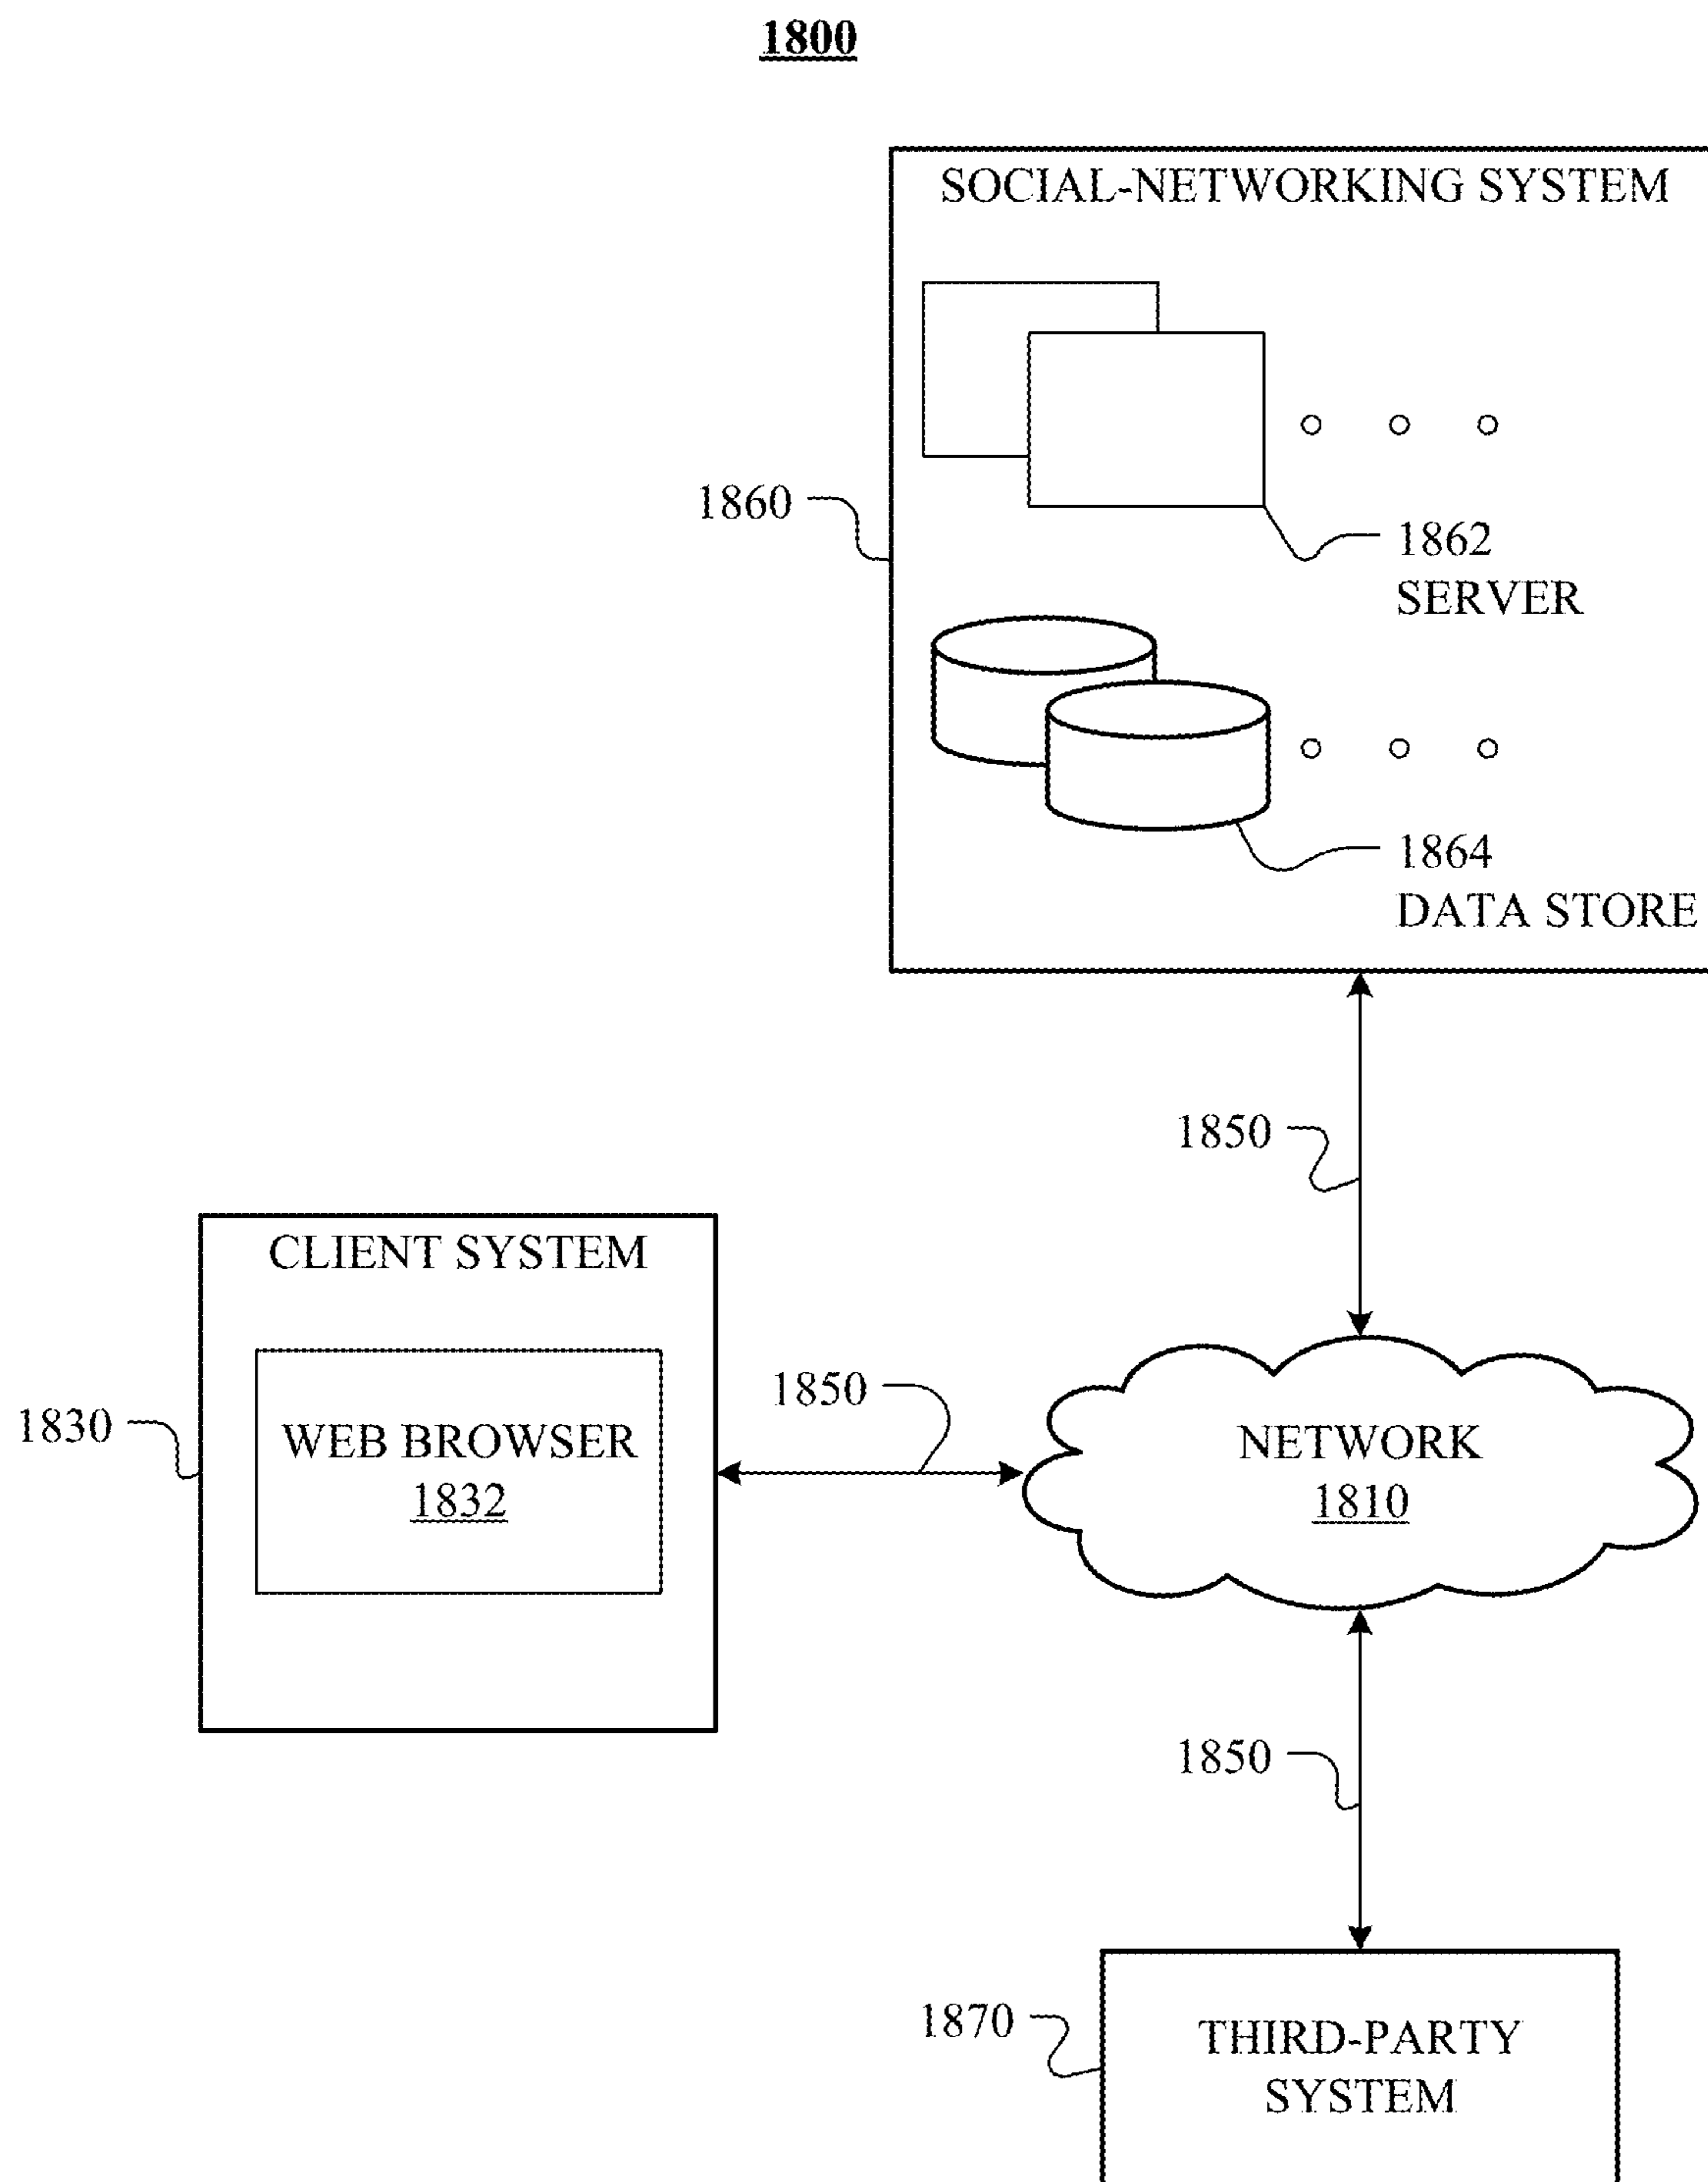 1800
SOCIAL-NETWORKING SYSTEM
1860
1862
SERVER
1864
DATA STORE
1850
CLIENT SYSTEM
1830
WEB BROWSER
1832
1850
NETWORK
1810
1850
1870
THIRD-PARTY
SYSTEM